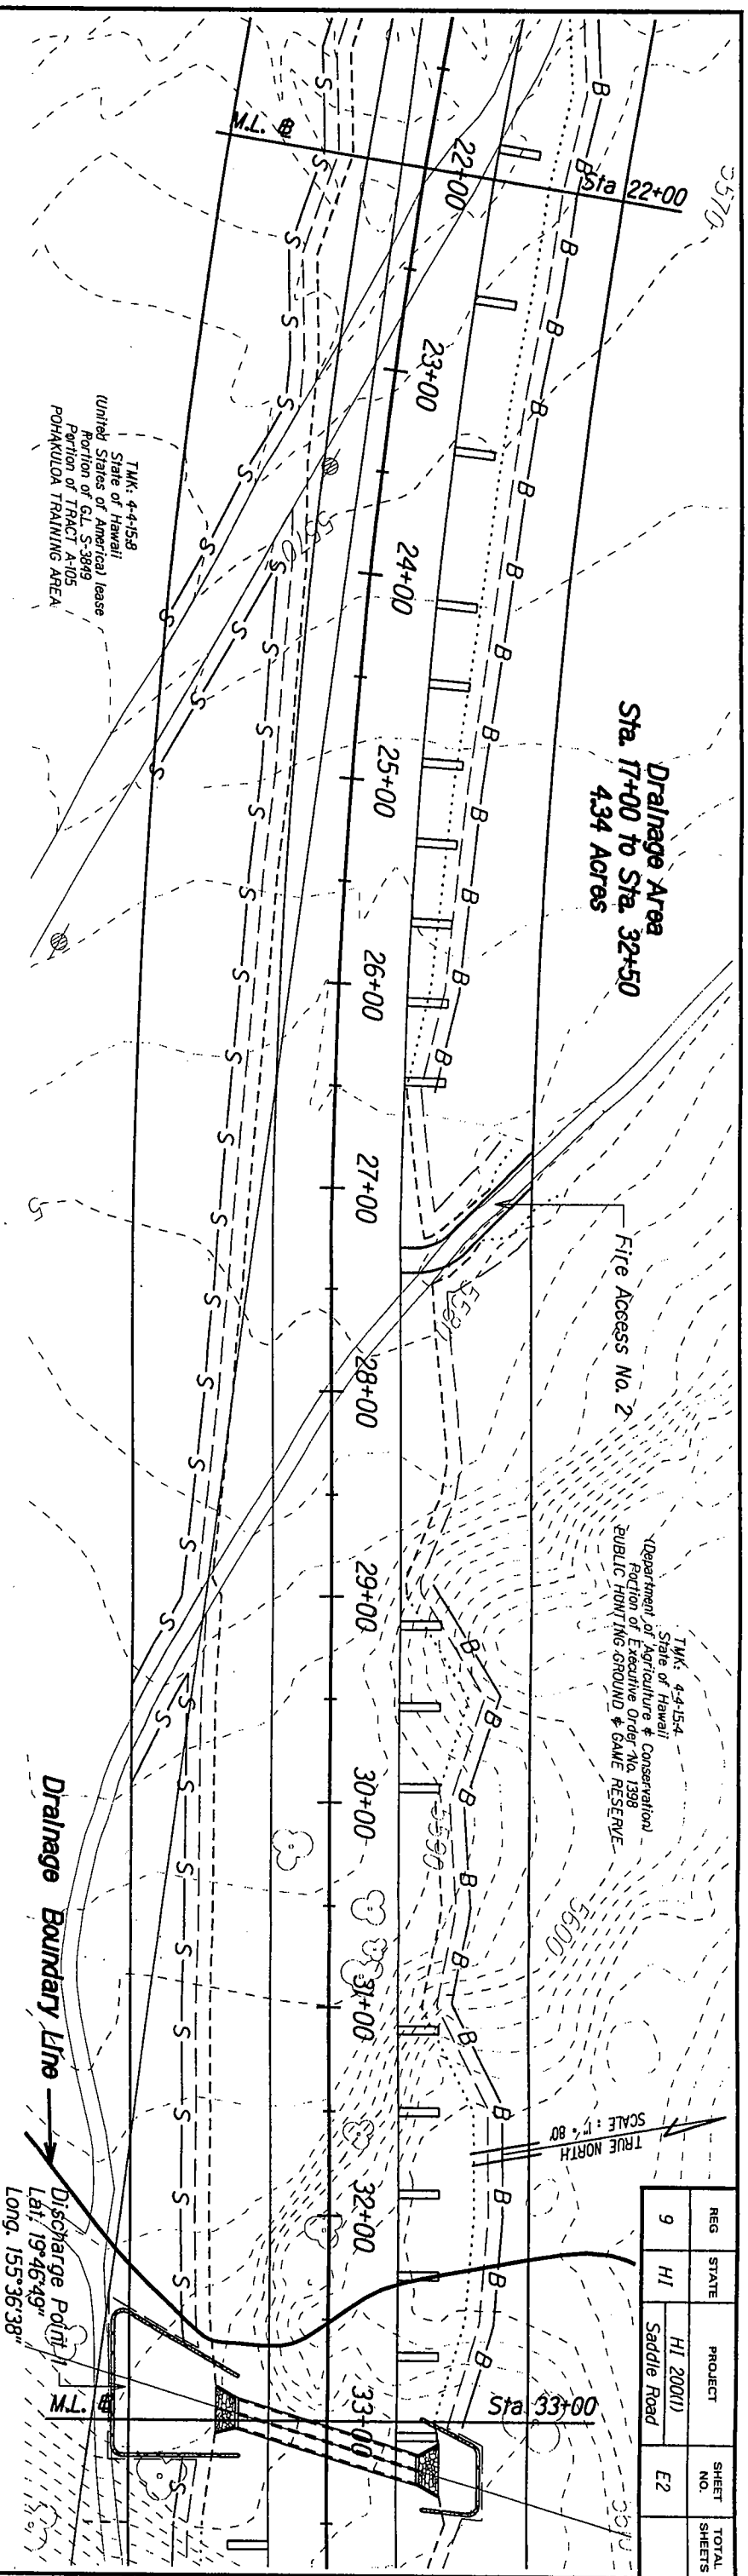 REG
STATE
PROJECT
SHEET NO.
TOTAL SHEETS
9
HI
HI 200(1)
Saddle Road
E2
TRUE NORTH
SCALE : 1" = 80'
5570
Sta 22+00
M.L. ℄
22+00
23+00
24+00
25+00
26+00
27+00
28+00
29+00
30+00
31+00
32+00
33+00
Drainage Area
Sta. 17+00 to Sta. 32+50
4.34 Acres
Fire Access No. 2
TMK: 4-4-15:4
State of Hawaii
(Department of Agriculture & Conservation)
Portion of Executive Order No. 1398
PUBLIC HUNTING GROUND & GAME RESERVE
TMK: 4-4-15:8
State of Hawaii
(United States of America) lease
Portion of G.L. S-3849
Portion of TRACT A-105
POHAKULOA TRAINING AREA
5570
5580
5590
5600
Sta 33+00
M.L. ℄
Drainage Boundary Line
Discharge Point 1
Lat. 19°46'49"
Long. 155°36'38"